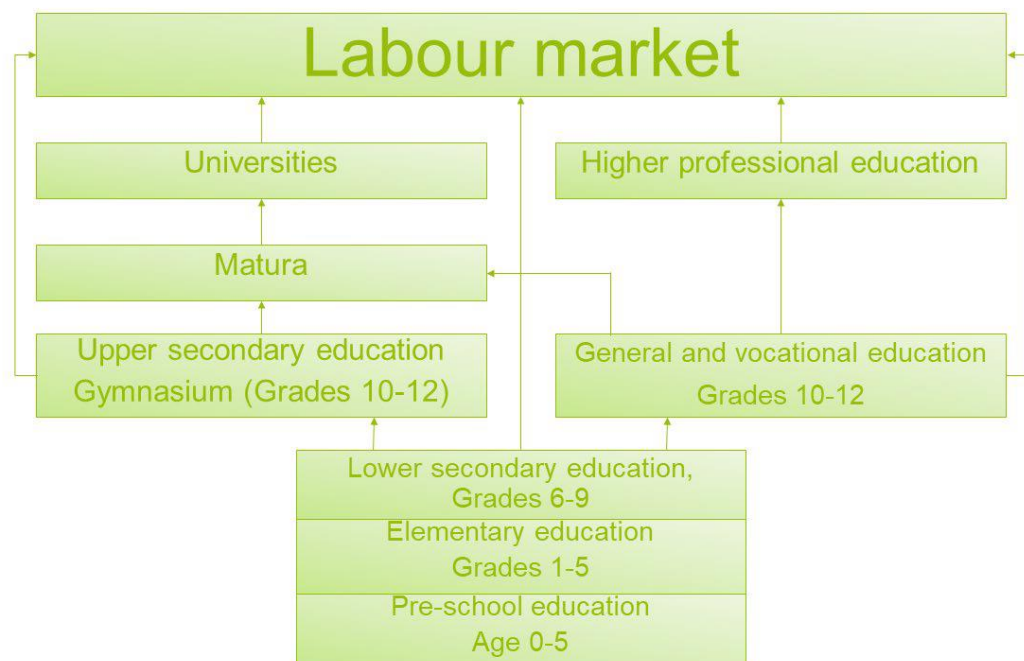 Labour market
Universities
Higher professional education
Matura
Upper secondary education
Gymnasium (Grades 10-12)
General and vocational education
Grades 10-12
Lower secondary education,
Grades 6-9
Elementary education
Grades 1-5
Pre-school education
Age 0-5